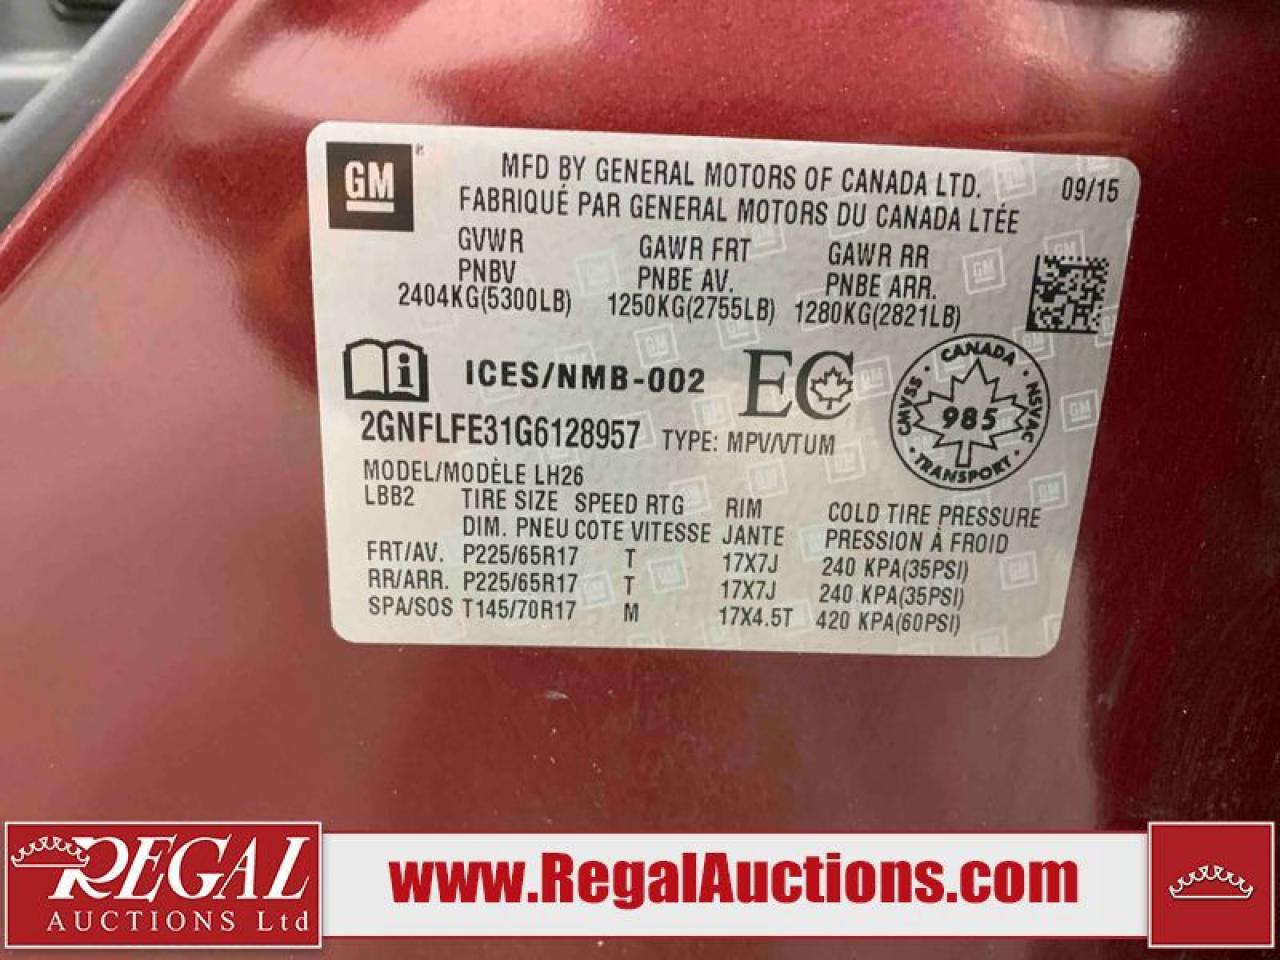 GM
MFD BY GENERAL MOTORS OF CANADA LTD. 09/15
FABRIQUÉ PAR GENERAL MOTORS DU CANADA LTÉE
GVWR GAWR FRT GAWR RR
PNBV PNBE AV. PNBE ARR.
2404KG(5300LB) 1250KG(2755LB) 1280KG(2821LB)
ICES/NMB-002 EC
CANADA
CMVSS 985 NSVAC
TRANSPORT
2GNFLFE31G6128957 TYPE: MPV/VTUM
MODEL/MODÈLE LH26
LBB2 TIRE SIZE SPEED RTG RIM COLD TIRE PRESSURE
DIM. PNEU COTE VITESSE JANTE PRESSION À FROID
FRT/AV. P225/65R17 T 17X7J 240 KPA(35PSI)
RR/ARR. P225/65R17 T 17X7J 240 KPA(35PSI)
SPA/SOS T145/70R17 M 17X4.5T 420 KPA(60PSI)
REGAL
AUCTIONS Ltd
www.RegalAuctions.com